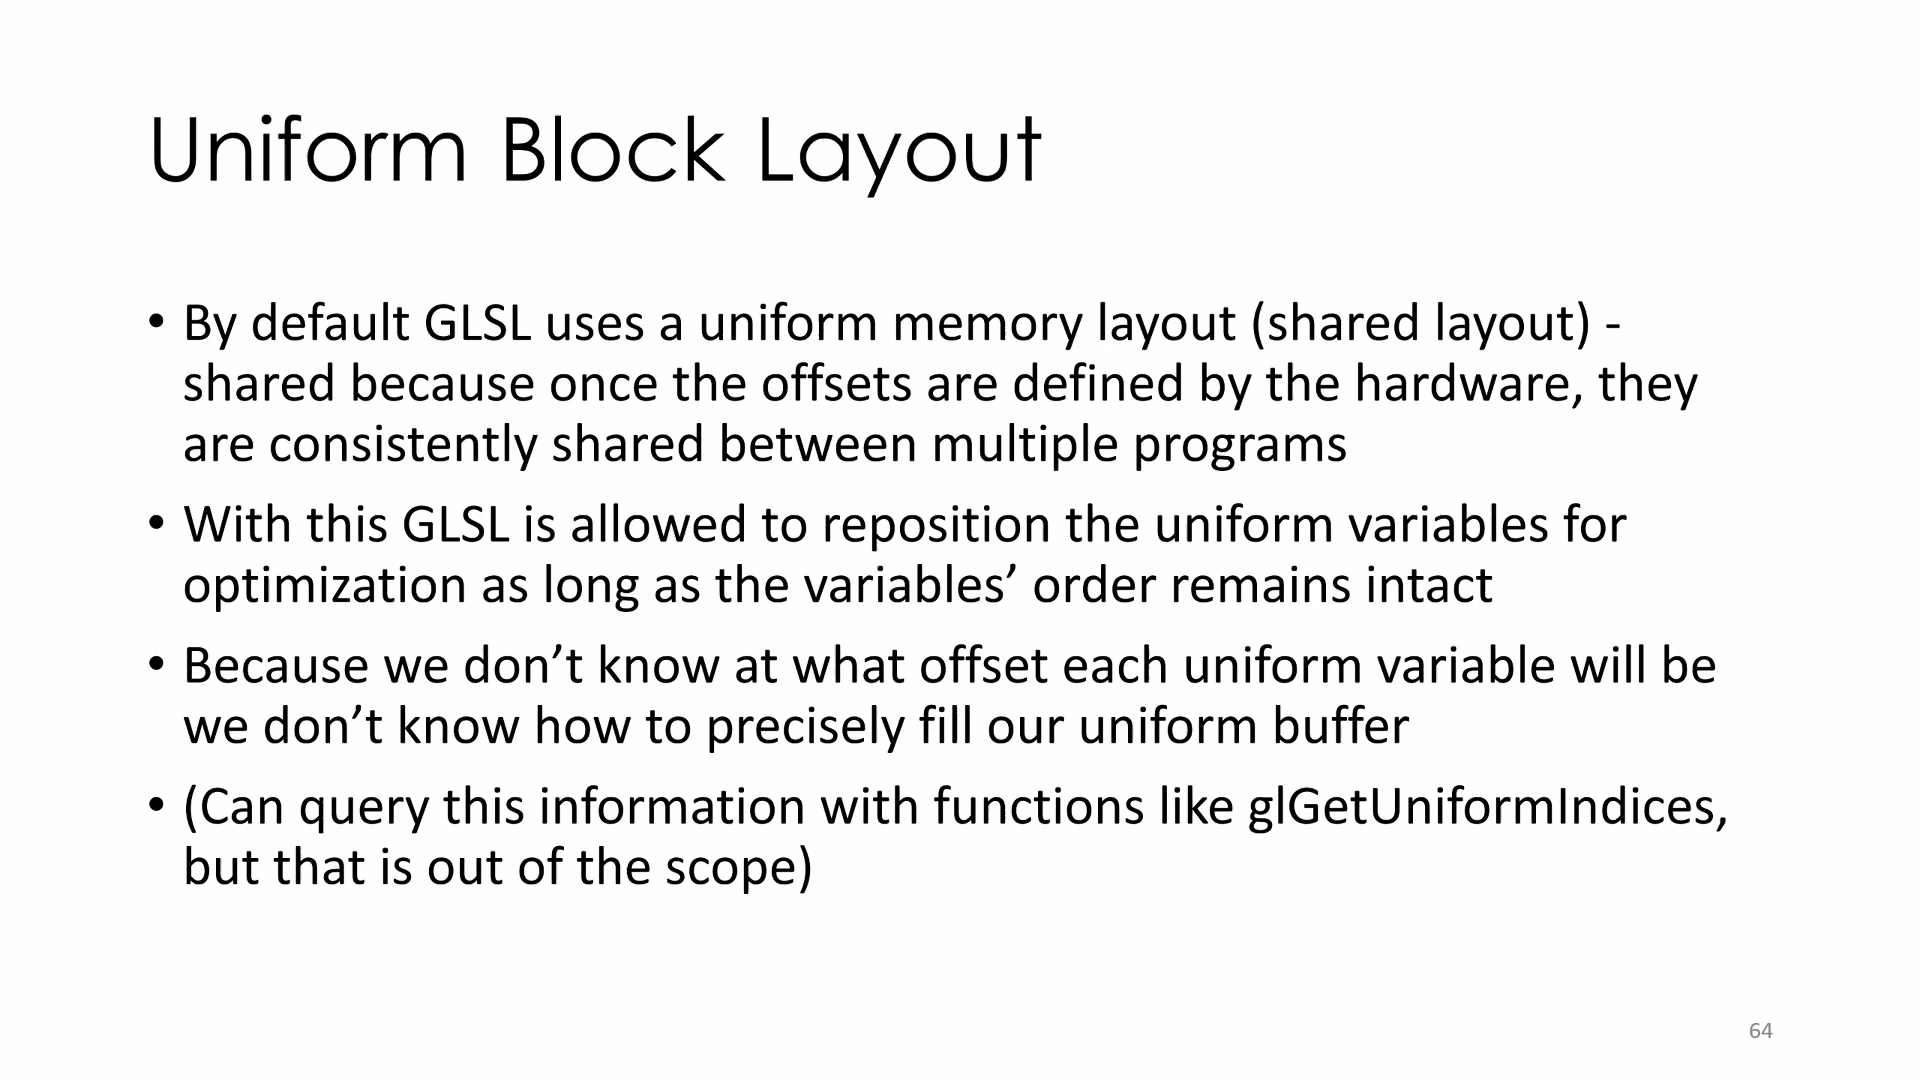 Uniform Block Layout
• By default GLSL uses a uniform memory layout (shared layout) -
shared because once the offsets are defined by the hardware, they
are consistently shared between multiple programs
• With this GLSL is allowed to reposition the uniform variables for
optimization as long as the variables’ order remains intact
• Because we don’t know at what offset each uniform variable will be
we don’t know how to precisely fill our uniform buffer
• (Can query this information with functions like glGetUniformIndices,
but that is out of the scope)
64